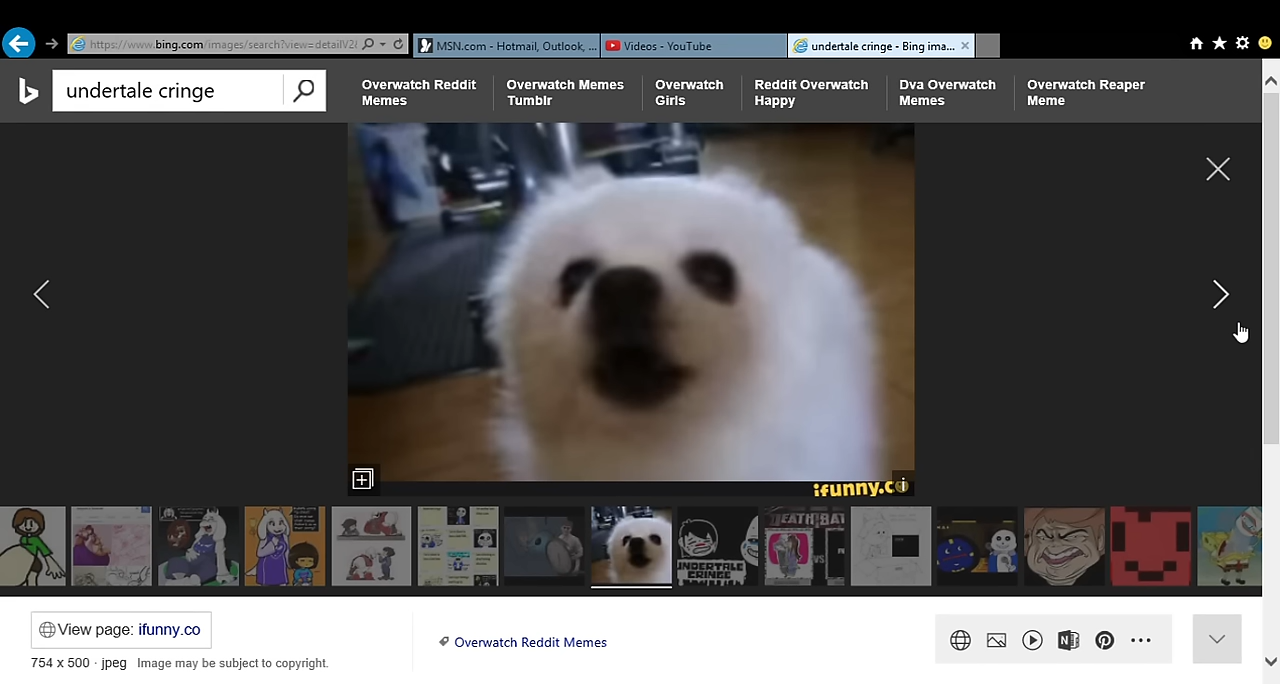 https://www.bing.com/images/search?view=detailV2&
MSN.com - Hotmail, Outlook, ...
Videos - YouTube
undertale cringe - Bing ima...
undertale cringe
Overwatch Reddit
Memes
Overwatch Memes
Tumblr
Overwatch
Girls
Reddit Overwatch
Happy
Dva Overwatch
Memes
Overwatch Reaper
Meme
ifunny.c
UNDERTALE
CRINGE
DEATH BAT
VS
View page: ifunny.co
754 x 500 · jpeg Image may be subject to copyright.
Overwatch Reddit Memes